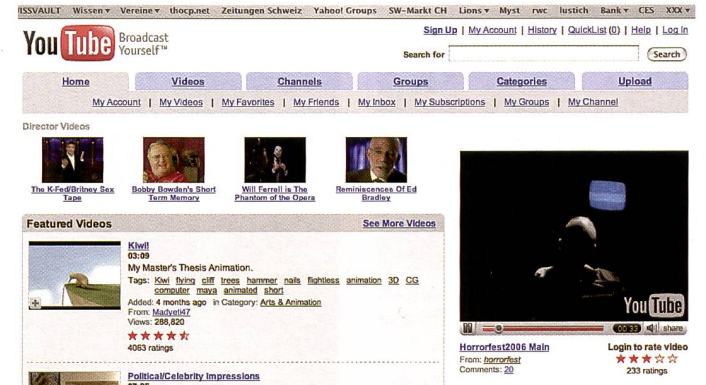 ISSVAULT Wissen ▾ Vereine ▾ thocp.net Zeitungen Schweiz Yahoo! Groups SW-Markt CH Lions ▾ Myst rwc lustich Bank ▾ CES XXX ▾
YouTube Broadcast Yourself™
Sign Up | My Account | History | QuickList (0) | Help | Log In
Search for Search
Home Videos Channels Groups Categories Upload
My Account | My Videos | My Favorites | My Friends | My Inbox | My Subscriptions | My Groups | My Channel
Director Videos
The K-Fed/Britney Sex Tape
Bobby Bowden's Short Term Memory
Will Ferrell is The Phantom of the Opera
Reminiscences Of Ed Bradley
Featured Videos See More Videos
Kiwi!
03:09
My Master's Thesis Animation.
Tags: Kiwi flying cliff trees hammer nails flightless animation 3D CG
computer maya animated short
Added: 4 months ago in Category: Arts & Animation
From: Madyeti47
Views: 288,820
4063 ratings
Political/Celebrity Impressions
YouTube
00:33 share
Horrorfest2006 Main Login to rate video
From: horrorfest
Comments: 20 233 ratings